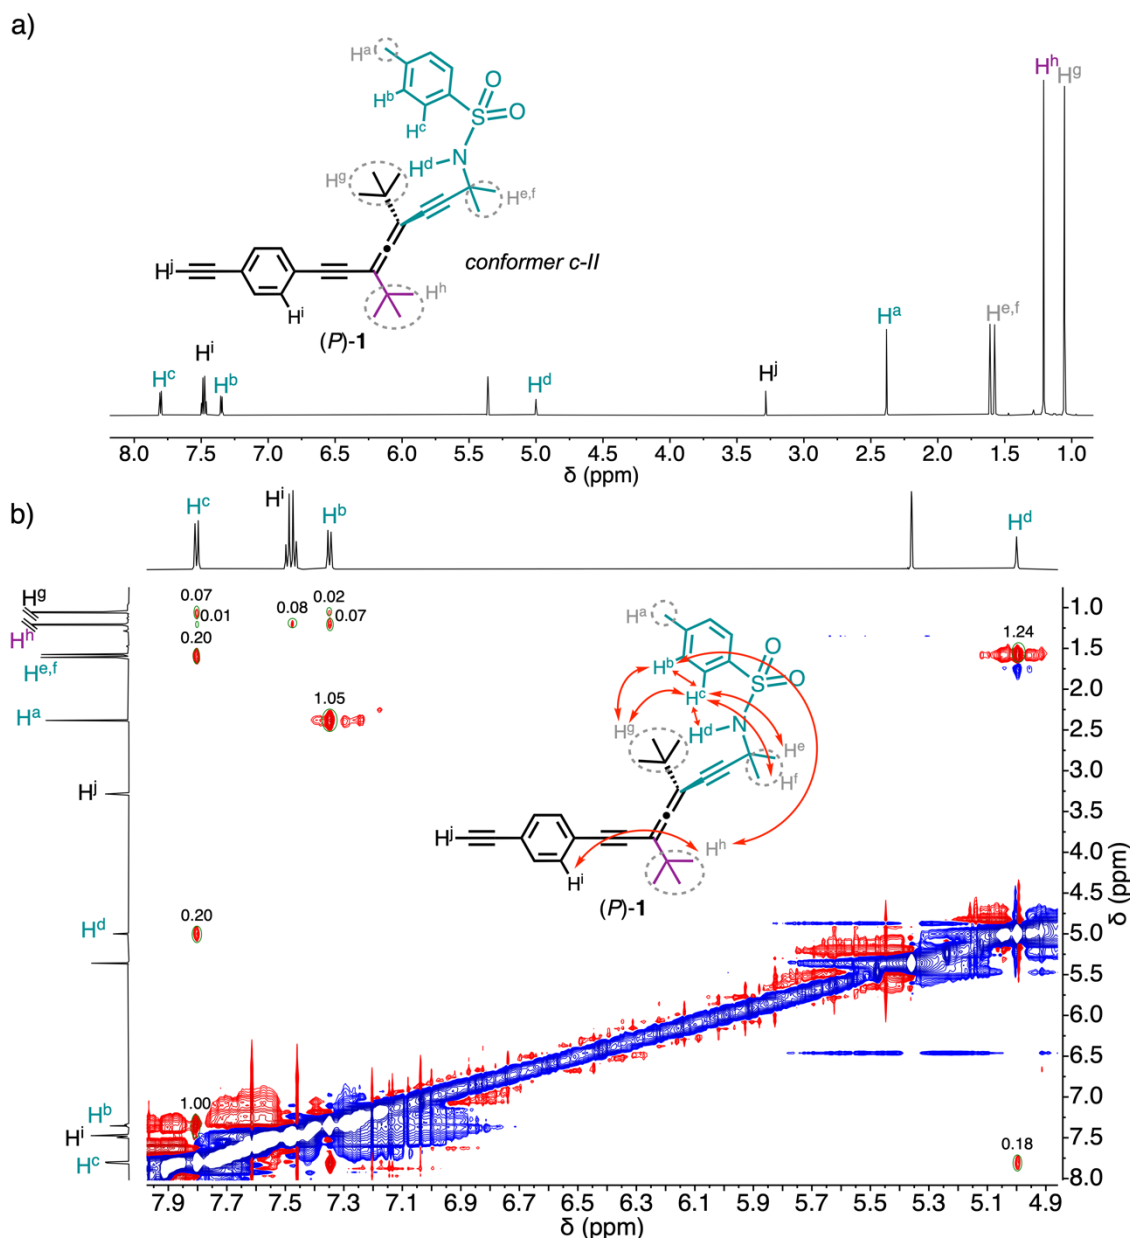 a)
Hᵃ
O
Hᵇ
S
O
Hᶜ
N
Hᵈ
Hᵍ
Hᵉ,ᶠ
conformer c-II
Hʲ
Hʰ
Hⁱ
(P)-1
Hʰ
Hᵍ
Hᵃ
Hᵉ,ᶠ
Hⁱ
Hᶜ
Hᵇ
Hᵈ
Hʲ
8.0 7.5 7.0 6.5 6.0 5.5 5.0 4.5 4.0 3.5 3.0 2.5 2.0 1.5 1.0
δ (ppm)
b)
Hᶜ Hⁱ Hᵇ Hᵈ
Hᵍ
Hʰ
Hᵉ,ᶠ
Hᵃ
Hʲ
Hᵈ
Hᵇ
Hⁱ
Hᶜ
0.07 0.02
0.01 0.08 0.07
0.20 1.24
1.05
0.20
1.00
0.18
Hᵃ
O
Hᵇ
S
O
Hᶜ
N
Hᵈ
Hᵍ
Hᵉ
Hᶠ
Hʲ
Hʰ
Hⁱ
(P)-1
1.0
1.5
2.0
2.5
3.0
3.5
4.0
4.5
5.0
5.5
6.0
6.5
7.0
7.5
8.0
δ (ppm)
7.9 7.7 7.5 7.3 7.1 6.9 6.7 6.5 6.3 6.1 5.9 5.7 5.5 5.3 5.1 4.9
δ (ppm)